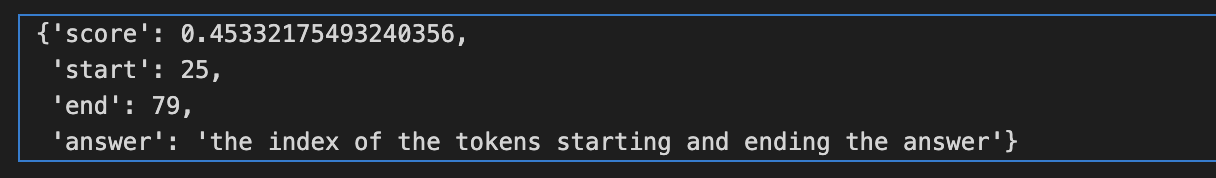 {'score': 0.45332175493240356,
'start': 25,
'end': 79,
'answer': 'the index of the tokens starting and ending the answer'}